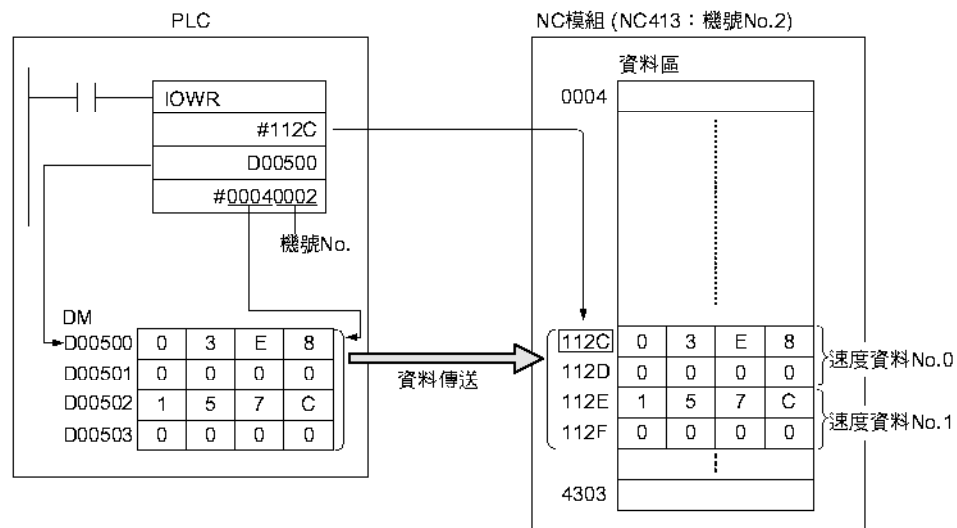 PLC
IOWR
#112C
D00500
#00040002
機號No.
DM
D00500 0 3 E 8
D00501 0 0 0 0
D00502 1 5 7 C
D00503 0 0 0 0
資料傳送
NC模組 (NC413：機號No.2)
資料區
0004
112C 0 3 E 8
112D 0 0 0 0
速度資料No.0
112E 1 5 7 C
112F 0 0 0 0
速度資料No.1
4303